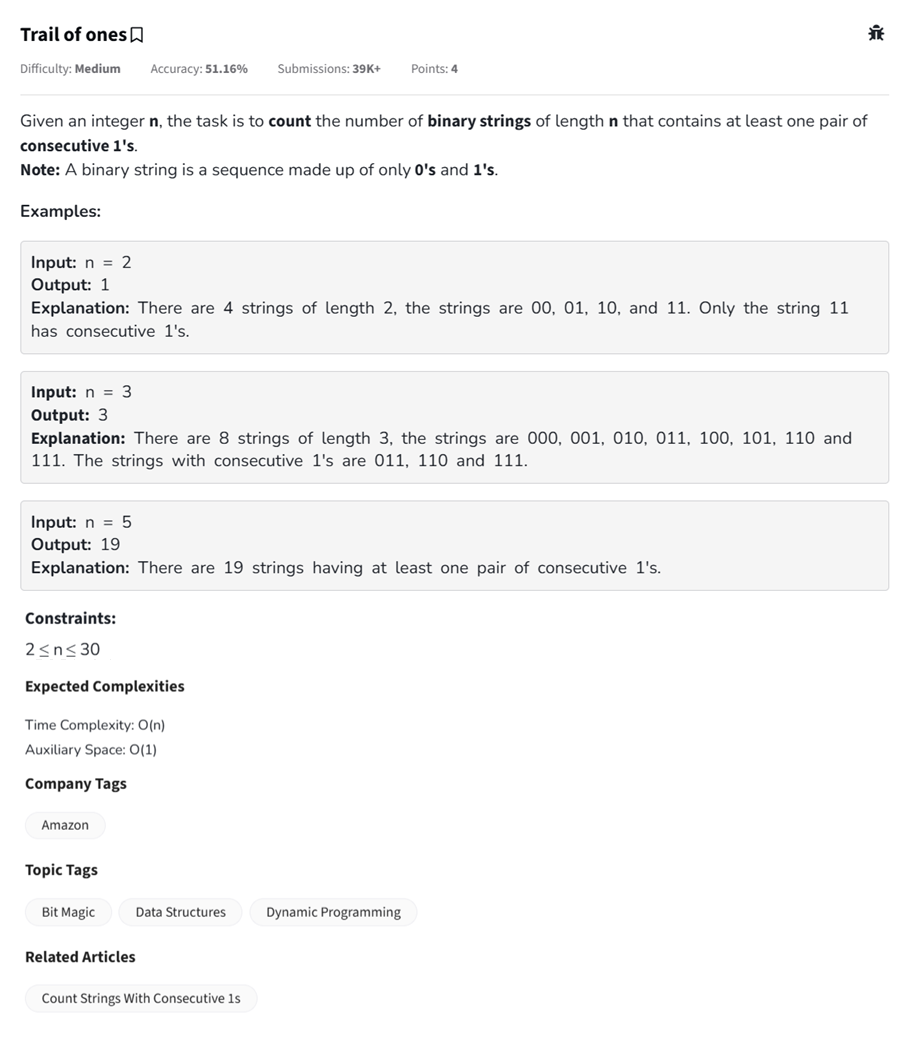 Trail of ones
Difficulty: Medium Accuracy: 51.16% Submissions: 39K+ Points: 4
Given an integer n, the task is to count the number of binary strings of length n that contains at least one pair of
consecutive 1's.
Note: A binary string is a sequence made up of only 0's and 1's.
Examples:
Input: n = 2
Output: 1
Explanation: There are 4 strings of length 2, the strings are 00, 01, 10, and 11. Only the string 11
has consecutive 1's.
Input: n = 3
Output: 3
Explanation: There are 8 strings of length 3, the strings are 000, 001, 010, 011, 100, 101, 110 and
111. The strings with consecutive 1's are 011, 110 and 111.
Input: n = 5
Output: 19
Explanation: There are 19 strings having at least one pair of consecutive 1's.
Constraints:
2 ≤ n ≤ 30
Expected Complexities
Time Complexity: O(n)
Auxiliary Space: O(1)
Company Tags
Amazon
Topic Tags
Bit Magic Data Structures Dynamic Programming
Related Articles
Count Strings With Consecutive 1s